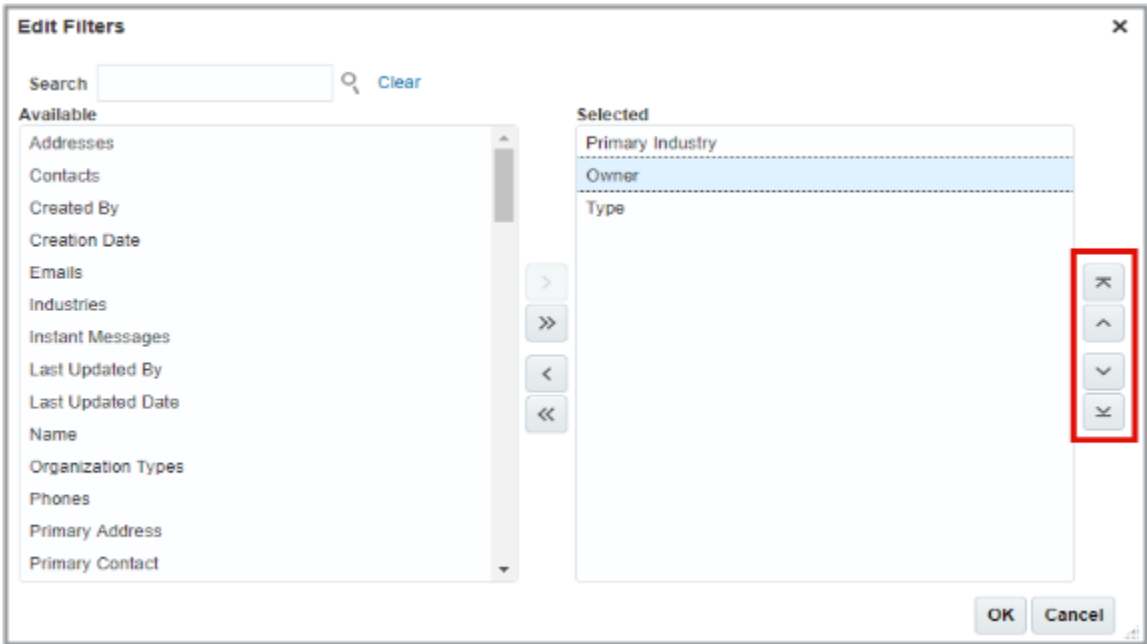 Edit Filters
Search
Clear
Available
Addresses
Contacts
Created By
Creation Date
Emails
Industries
Instant Messages
Last Updated By
Last Updated Date
Name
Organization Types
Phones
Primary Address
Primary Contact
Selected
Primary Industry
Owner
Type
OK
Cancel